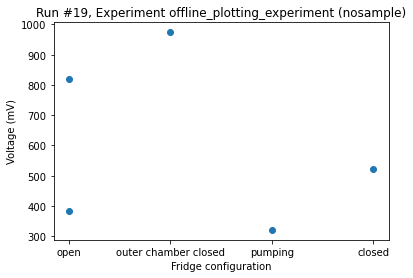 Run #19, Experiment offline_plotting_experiment (nosample)
1000
900
800
700
600
500
400
300
Voltage (mV)
open outer chamber closed pumping closed
Fridge configuration